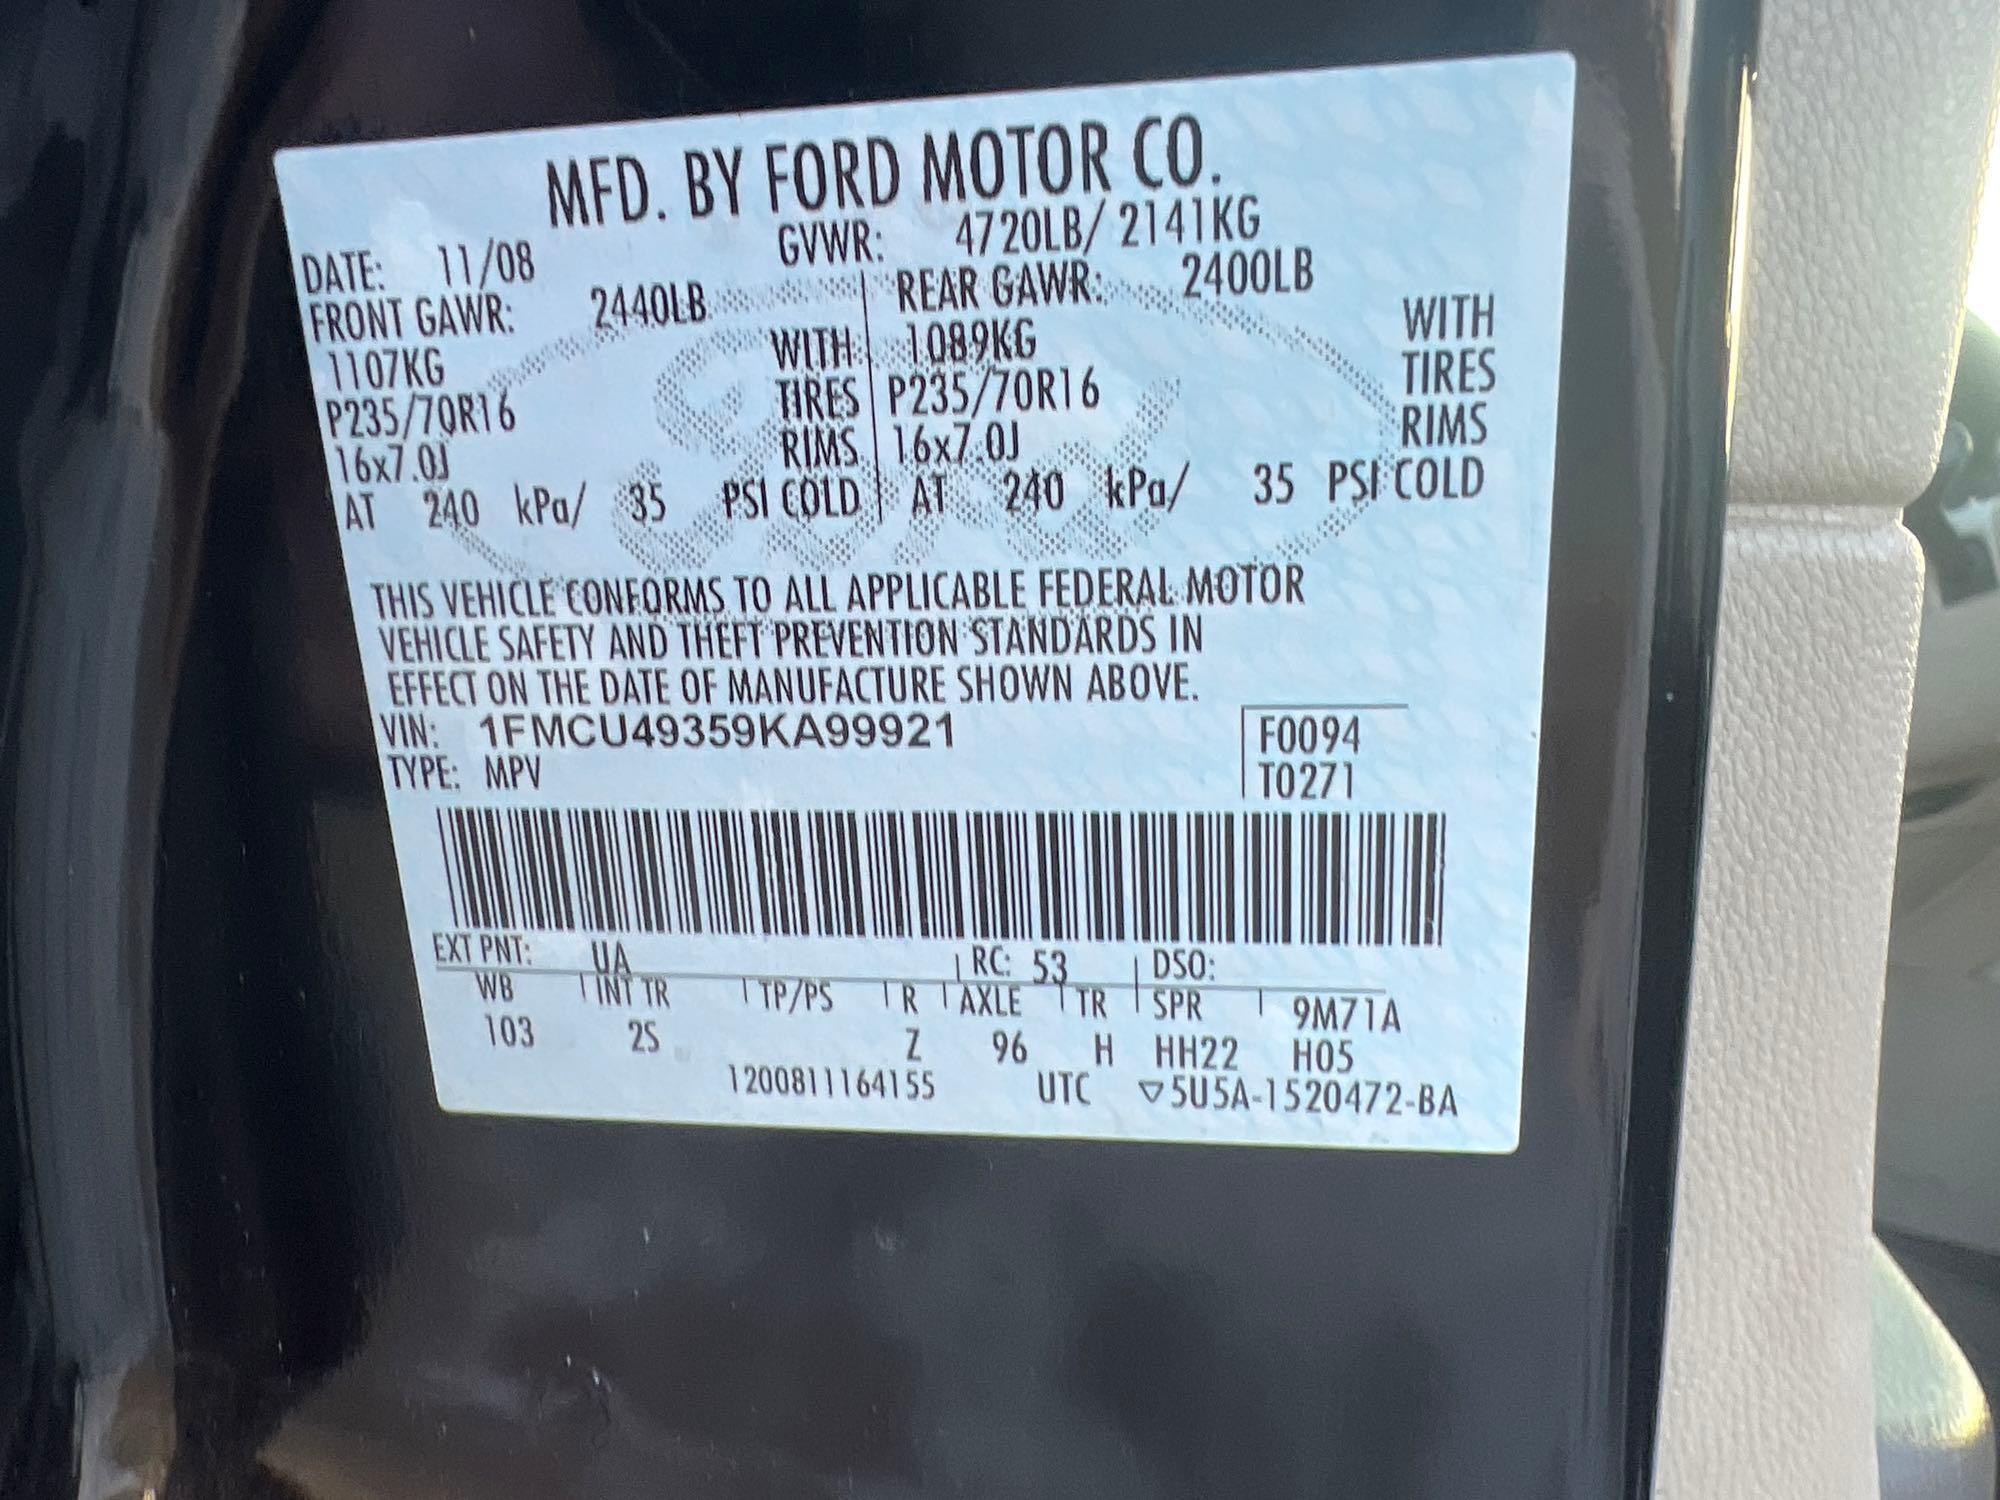 MFD. BY FORD MOTOR CO.
DATE: 11/08 GVWR: 4720LB/ 2141KG
FRONT GAWR: 2440LB REAR GAWR: 2400LB
1107KG WITH 1089KG WITH
P235/70R16 TIRES P235/70R16 TIRES
16x7.0J RIMS 16x7.0J RIMS
AT 240 kPa/ 35 PSI COLD AT 240 kPa/ 35 PSI COLD
Ford
THIS VEHICLE CONFORMS TO ALL APPLICABLE FEDERAL MOTOR
VEHICLE SAFETY AND THEFT PREVENTION STANDARDS IN
EFFECT ON THE DATE OF MANUFACTURE SHOWN ABOVE.
VIN: 1FMCU49359KA99921 F0094
TYPE: MPV T0271
EXT PNT: UA RC: 53 DSO:
WB INT TR TP/PS R AXLE TR SPR 9M71A
103 2S Z 96 H HH22 H05
1200811164155 UTC ▽5U5A-1520472-BA